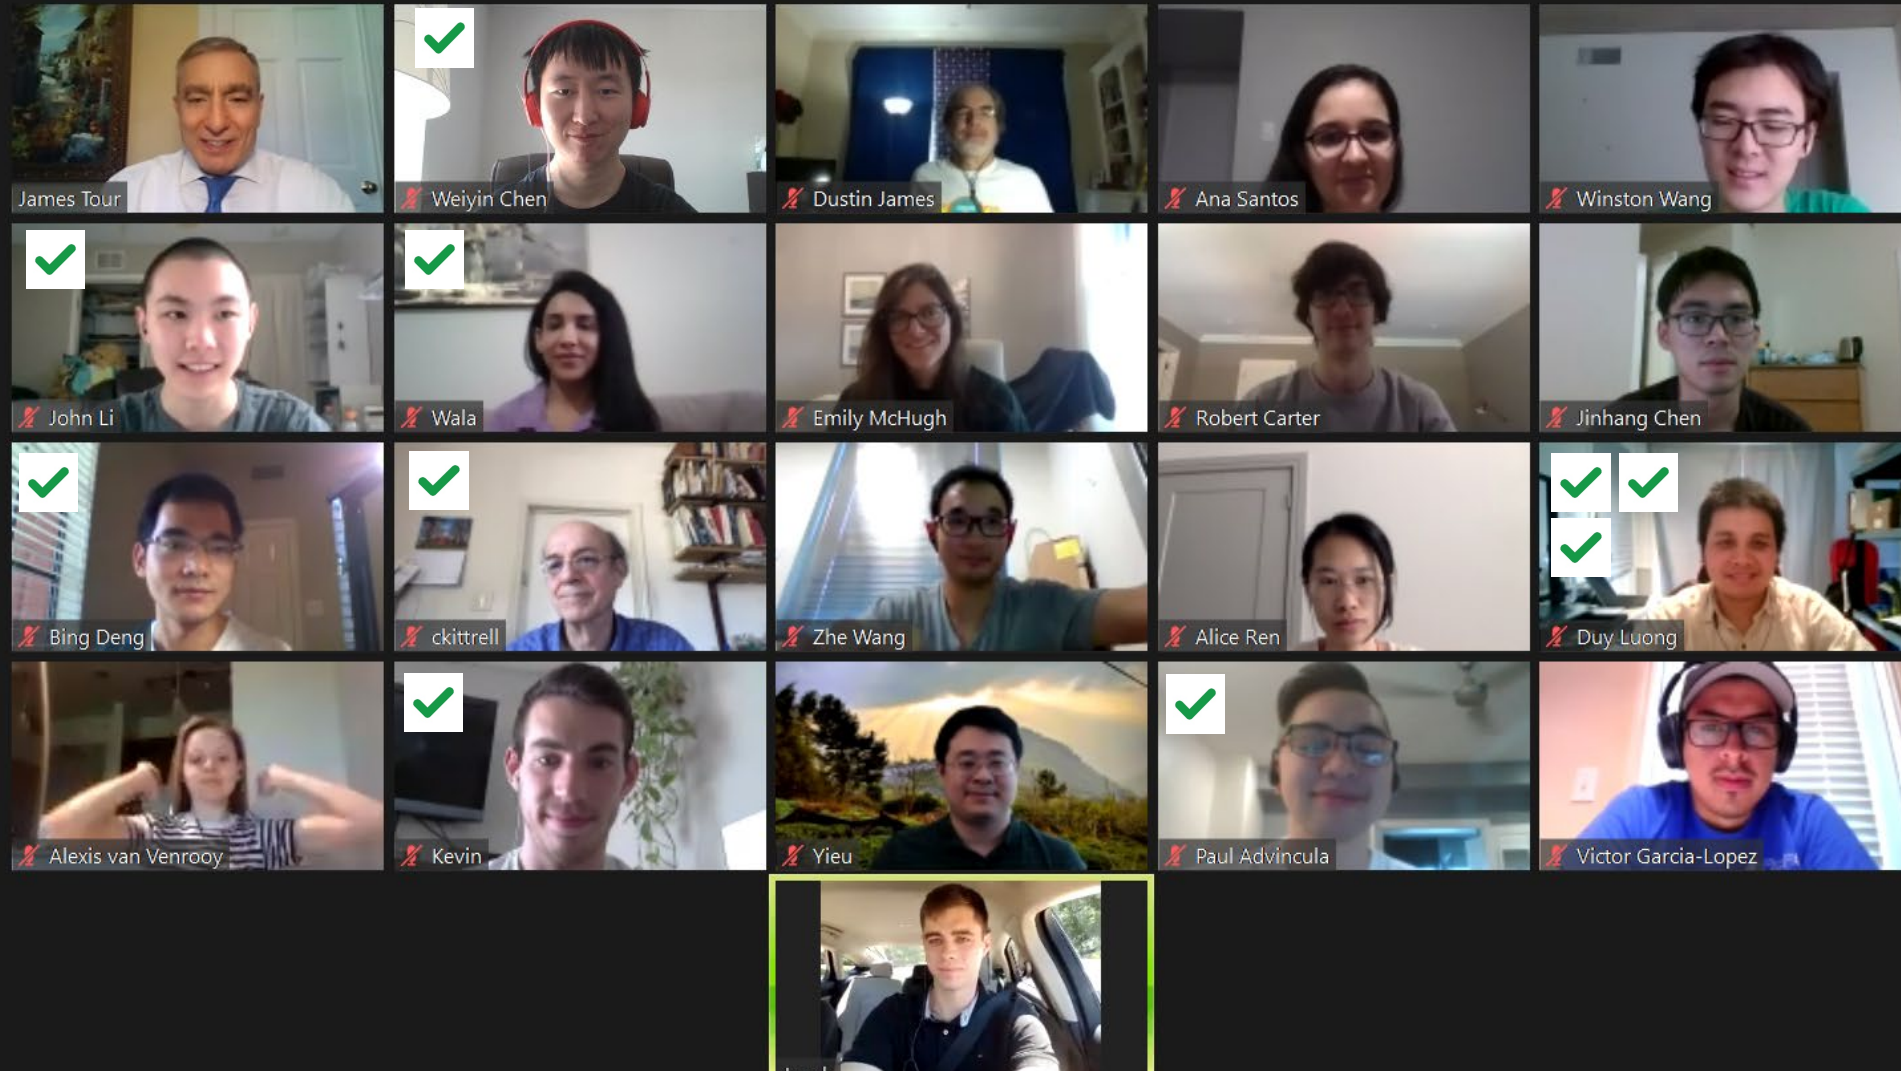 James Tour
Weiyin Chen
Dustin James
Ana Santos
Winston Wang
John Li
Wala
Emily McHugh
Robert Carter
Jinhang Chen
Bing Deng
ckittrell
Zhe Wang
Alice Ren
Duy Luong
Alexis van Venrooy
Kevin
Yieu
Paul Advincula
Victor Garcia-Lopez